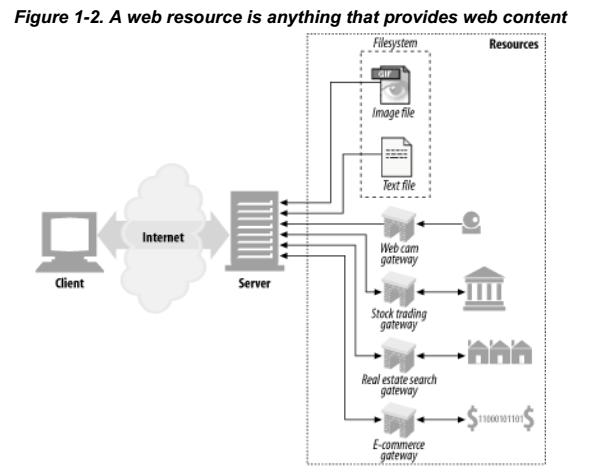 Figure 1-2. A web resource is anything that provides web content
Filesystem
Resources
GIF
Image file
Text file
Internet
Client
Server
Web cam
gateway
Stock trading
gateway
Real estate search
gateway
E-commerce
gateway
$11000101101$